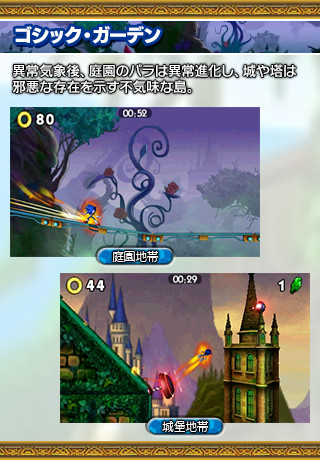 ゴシック・ガーデン
異常気象後、庭園のバラは異常進化し、城や塔は
邪悪な存在を示す不気味な島。
80
00:52
庭園地帯
44
00:29
1
城堡地帯